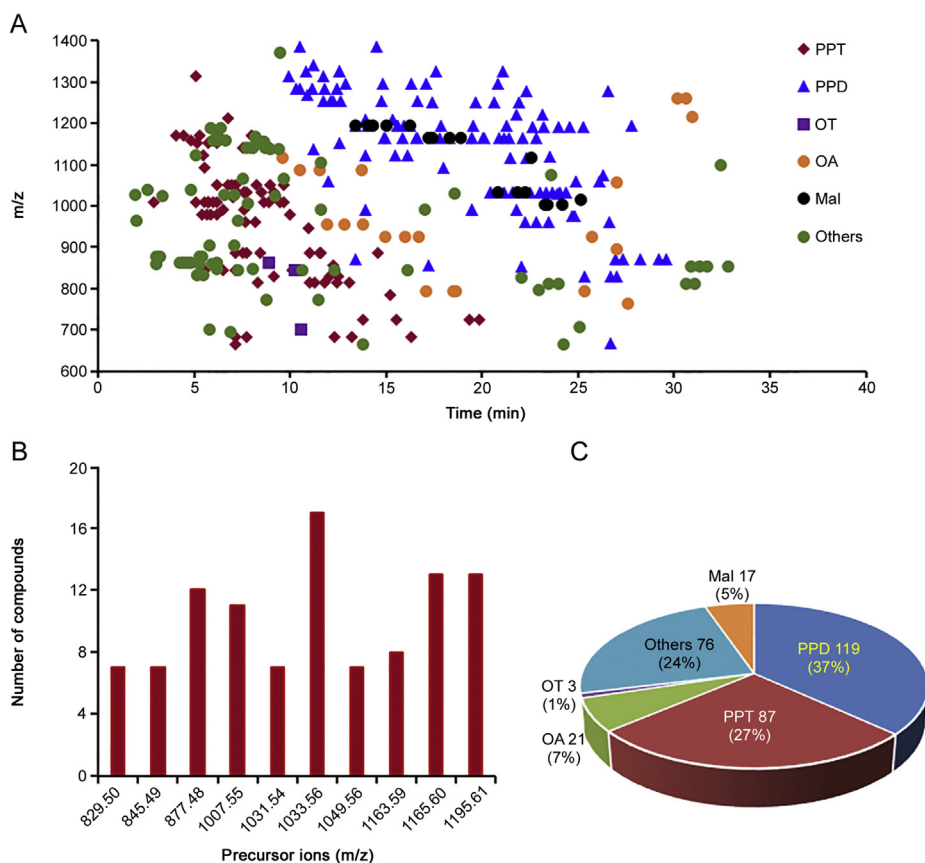 A
1400
1300
1200
1100
1000
900
800
700
600
m/z
0 5 10 15 20 25 30 35 40
Time (min)
PPT
PPD
OT
OA
Mal
Others
B
20
16
12
8
4
0
Number of compounds
829.50 845.49 877.48 1007.55 1031.54 1033.56 1049.56 1163.59 1165.60 1195.61
Precursor ions (m/z)
C
Mal 17
(5%)
Others 76
(24%)
PPD 119
(37%)
OT 3
(1%)
OA 21
(7%)
PPT 87
(27%)